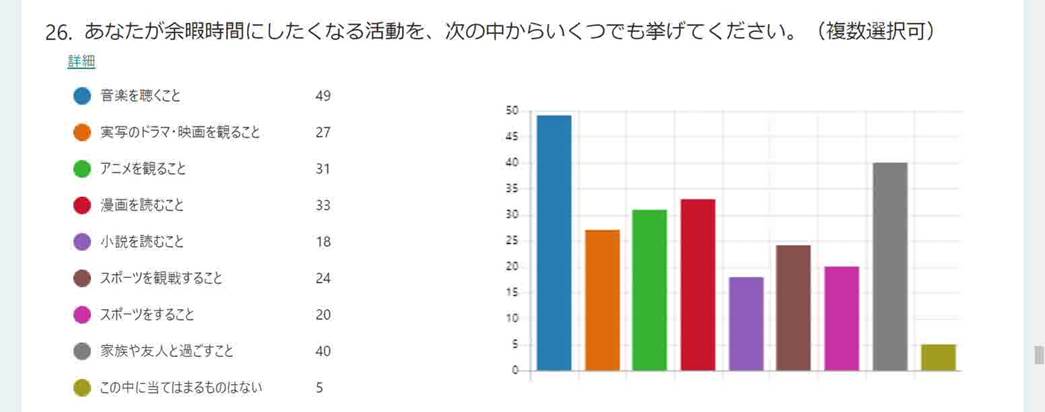 26. あなたが余暇時間にしたくなる活動を、次の中からいくつでも挙げてください。（複数選択可）
詳細
音楽を聴くこと 49
実写のドラマ・映画を観ること 27
アニメを観ること 31
漫画を読むこと 33
小説を読むこと 18
スポーツを観戦すること 24
スポーツをすること 20
家族や友人と過ごすこと 40
この中に当てはまるものはない 5
50
45
40
35
30
25
20
15
10
5
0